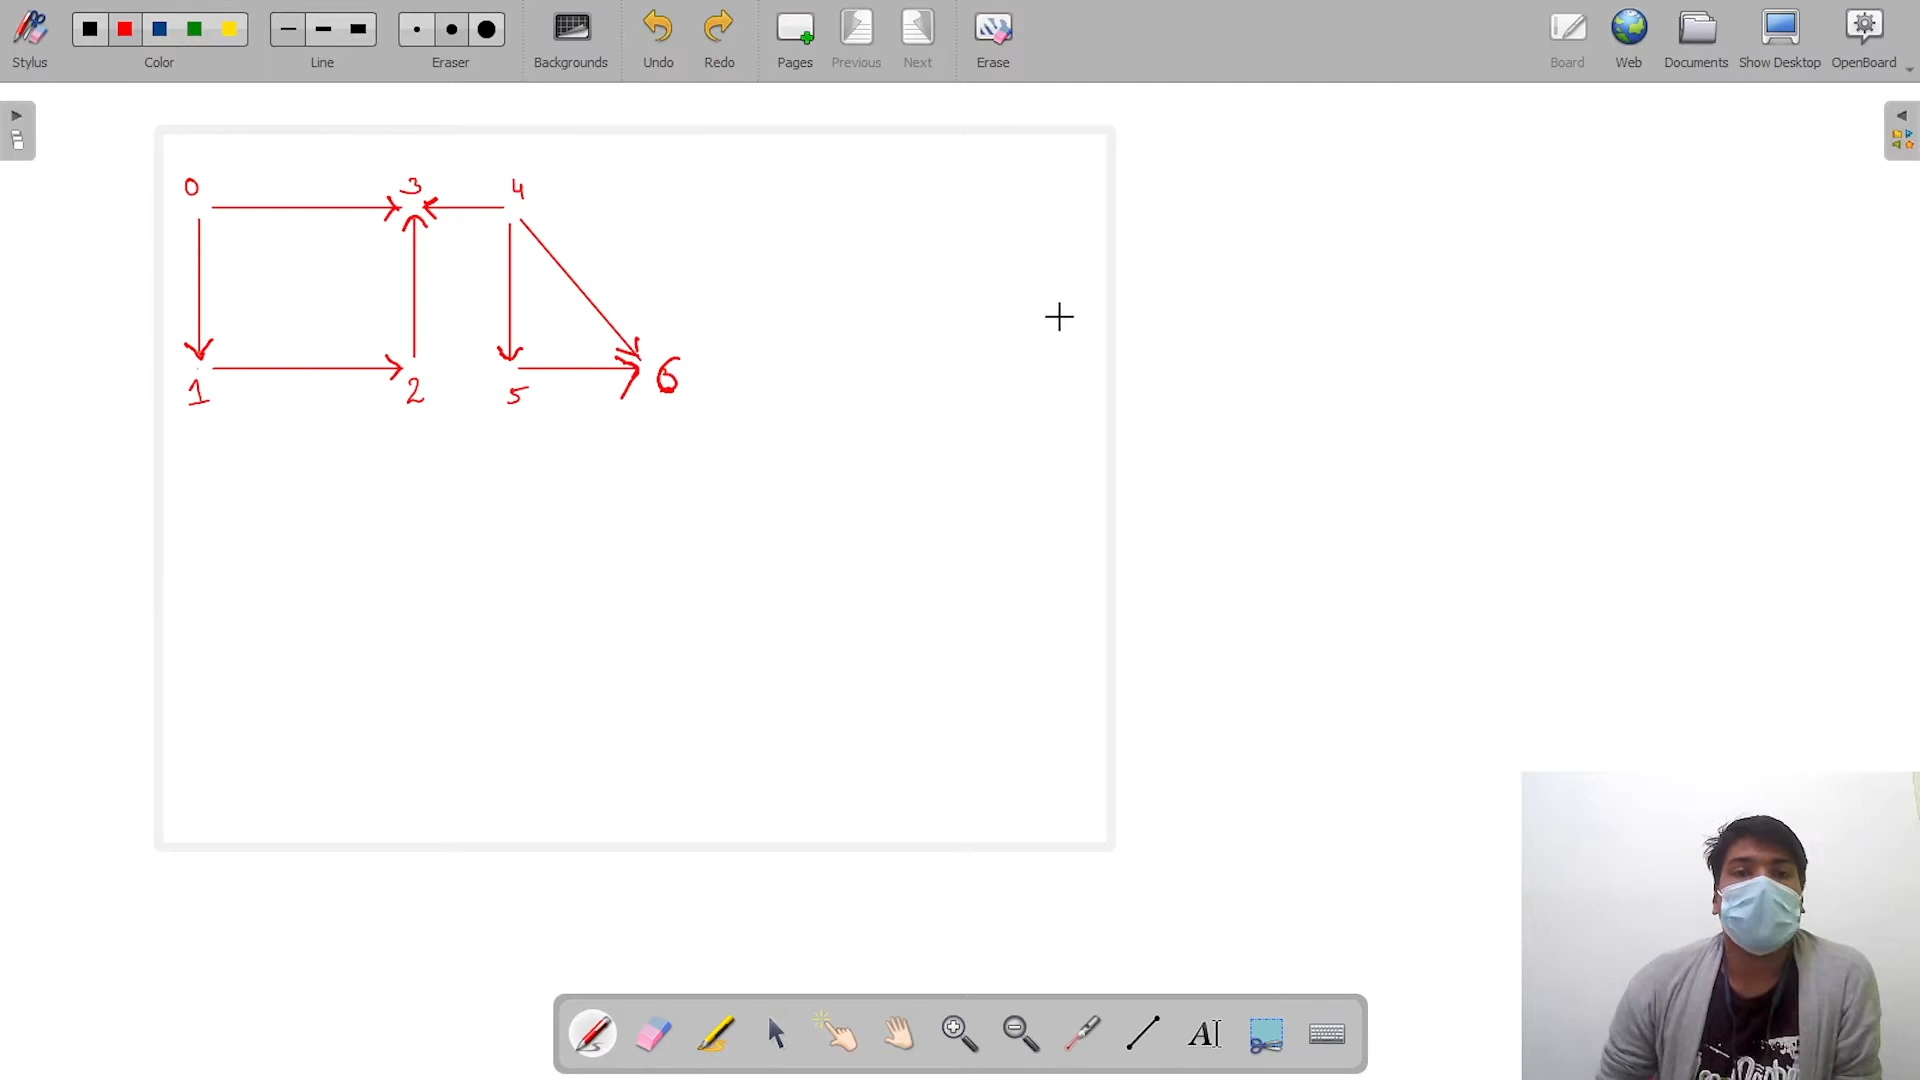 Stylus Color Line Eraser Backgrounds Undo Redo Pages Previous Next Erase Board Web Documents Show Desktop OpenBoard
0 3 4
1 2 5 6